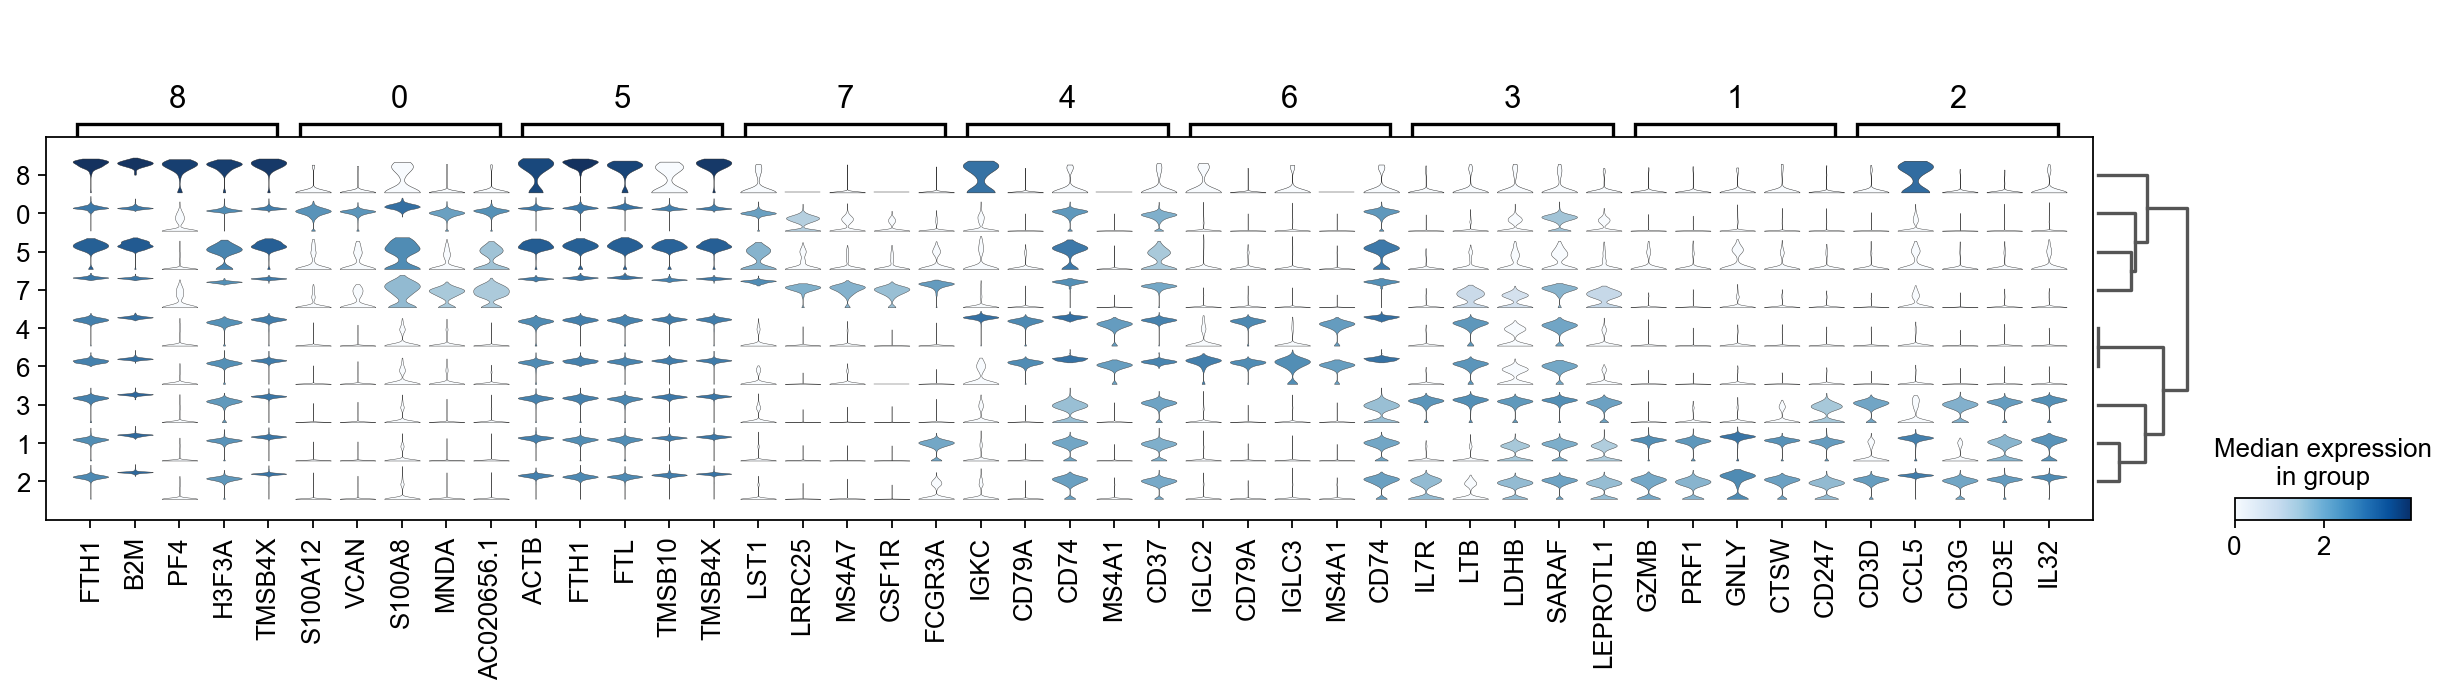 8 0 5 7 4 6 3 1 2
8
0
5
7
4
6
3
1
2
FTH1 B2M PF4 H3F3A TMSB4X S100A12 VCAN S100A8 MNDA AC020656.1 ACTB FTH1 FTL TMSB10 TMSB4X LST1 LRRC25 MS4A7 CSF1R FCGR3A IGKC CD79A CD74 MS4A1 CD37 IGLC2 CD79A IGLC3 MS4A1 CD74 IL7R LTB LDHB SARAF LEPROTL1 GZMB PRF1 GNLY CTSW CD247 CD3D CCL5 CD3G CD3E IL32
Median expression
in group
0 2